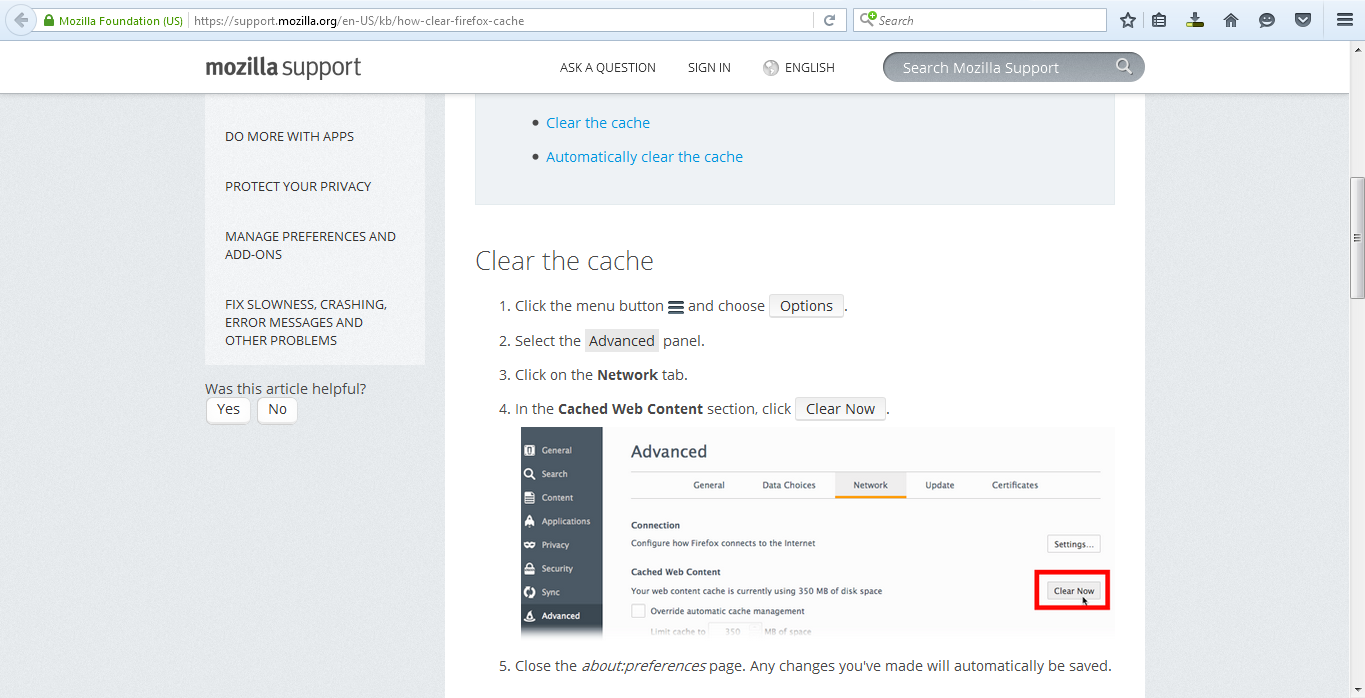 Mozilla Foundation (US)
https://support.mozilla.org/en-US/kb/how-clear-firefox-cache
Search
mozilla support
ASK A QUESTION
SIGN IN
ENGLISH
Search Mozilla Support
DO MORE WITH APPS
PROTECT YOUR PRIVACY
MANAGE PREFERENCES AND
ADD-ONS
FIX SLOWNESS, CRASHING,
ERROR MESSAGES AND
OTHER PROBLEMS
Was this article helpful?
Yes
No
• Clear the cache
• Automatically clear the cache
Clear the cache
1. Click the menu button and choose Options.
2. Select the Advanced panel.
3. Click on the Network tab.
4. In the Cached Web Content section, click Clear Now.
General
Search
Content
Applications
Privacy
Security
Sync
Advanced
Advanced
General
Data Choices
Network
Update
Certificates
Connection
Configure how Firefox connects to the Internet
Settings...
Cached Web Content
Your web content cache is currently using 350 MB of disk space
Clear Now
Override automatic cache management
Limit cache to 350 MB of space
5. Close the about:preferences page. Any changes you've made will automatically be saved.